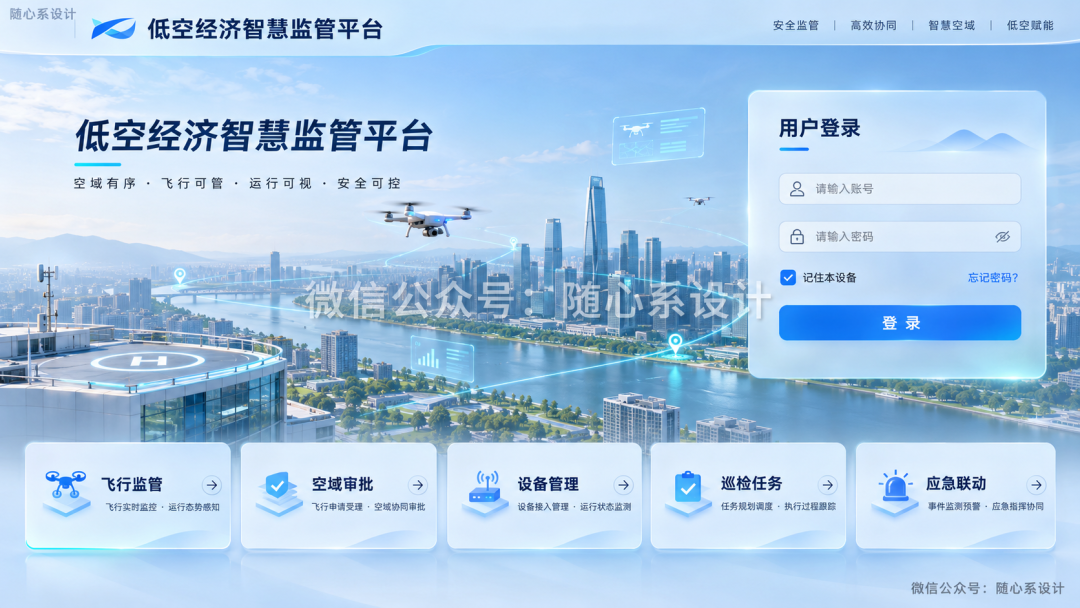 随心系设计
低空经济智慧监管平台
安全监管 | 高效协同 | 智慧空域 | 低空赋能
低空经济智慧监管平台
空域有序 · 飞行可管 · 运行可视 · 安全可控
用户登录
请输入账号
请输入密码
记住本设备 忘记密码?
登录
微信公众号：随心系设计
H
飞行监管
飞行实时监控 · 运行态势感知
空域审批
飞行申请受理 · 空域协同审批
设备管理
设备接入管理 · 运行状态监测
巡检任务
任务规划调度 · 执行过程跟踪
应急联动
事件监测预警 · 应急指挥协同
微信公众号：随心系设计